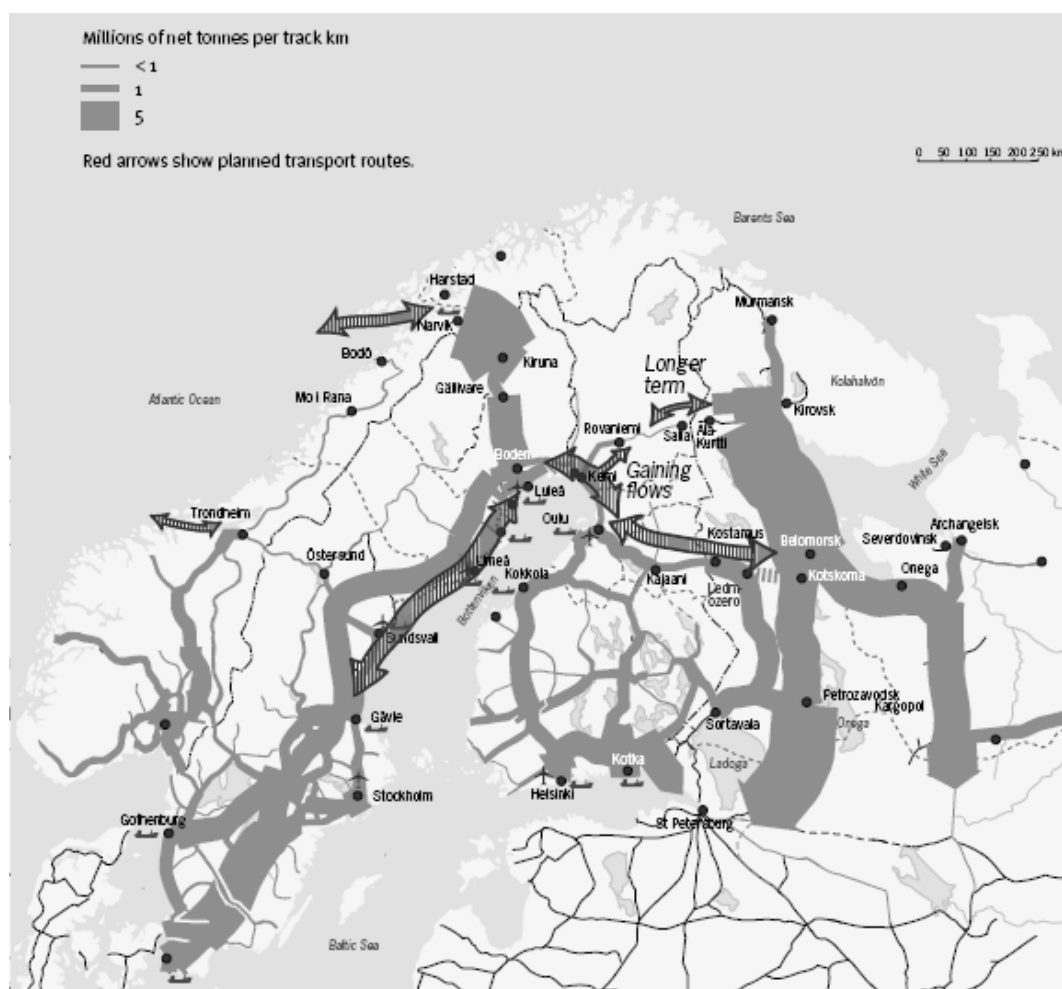 Millions of net tonnes per track km
< 1
1
5
Red arrows show planned transport routes.
0 50 100 150 200 250 km
Barents Sea
Harstad
Narvik
Murmansk
Bodö
Kiruna
Longer
term
Kolahalvön
Gällivare
Atlantic Ocean
Mo i Rana
Kirovsk
Rovaniemi
Salla
Ala
Kurtti
Boden
Kemi
Gaining
flows
White Sea
Luleå
Trondheim
Oulu
Kostamus
Archangelsk
Severdovinsk
Belomorsk
Östersund
Umeå
Kokkola
Kajaani
Ledm-
ozero
Kotskoma
Onega
Bottenviken
Sundsvall
Petrozavodsk
Kargopol
Gävle
Sortavala
Onega
Kotka
Ladoga
Stockholm
Helsinki
Gothenburg
St Petersburg
Baltic Sea